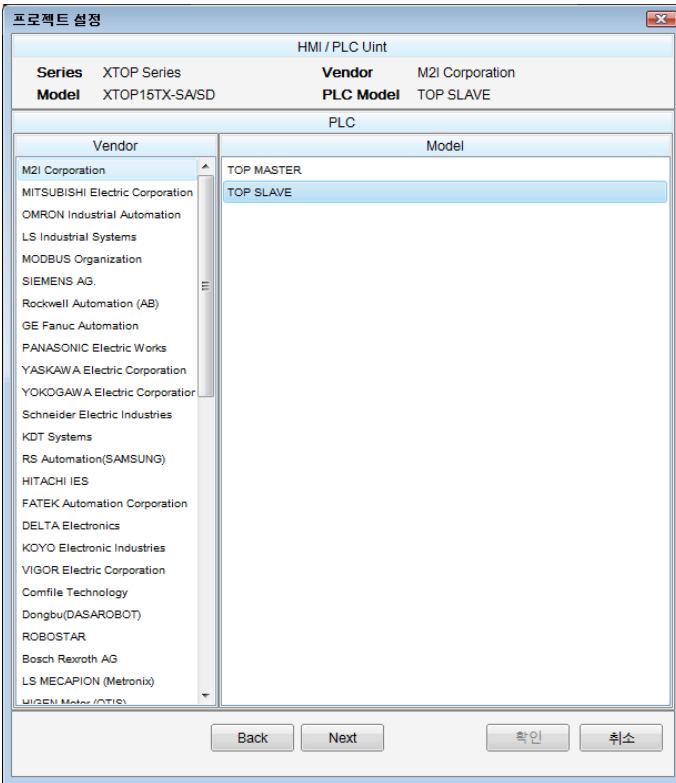 프로젝트 설정
HMI / PLC Uint
Series XTOP Series Vendor M2I Corporation
Model XTOP15TX-SA/SD PLC Model TOP SLAVE
PLC
Vendor Model
M2I Corporation TOP MASTER
MITSUBISHI Electric Corporation TOP SLAVE
OMRON Industrial Automation
LS Industrial Systems
MODBUS Organization
SIEMENS AG.
Rockwell Automation (AB)
GE Fanuc Automation
PANASONIC Electric Works
YASKAWA Electric Corporation
YOKOGAWA Electric Corporation
Schneider Electric Industries
KDT Systems
RS Automation(SAMSUNG)
HITACHI IES
FATEK Automation Corporation
DELTA Electronics
KOYO Electronic Industries
VIGOR Electric Corporation
Comfile Technology
Dongbu(DASAROBOT)
ROBOSTAR
Bosch Rexroth AG
LS MECAPION (Metronix)
HIGEN Motor (OTIS)
Back Next 확인 취소